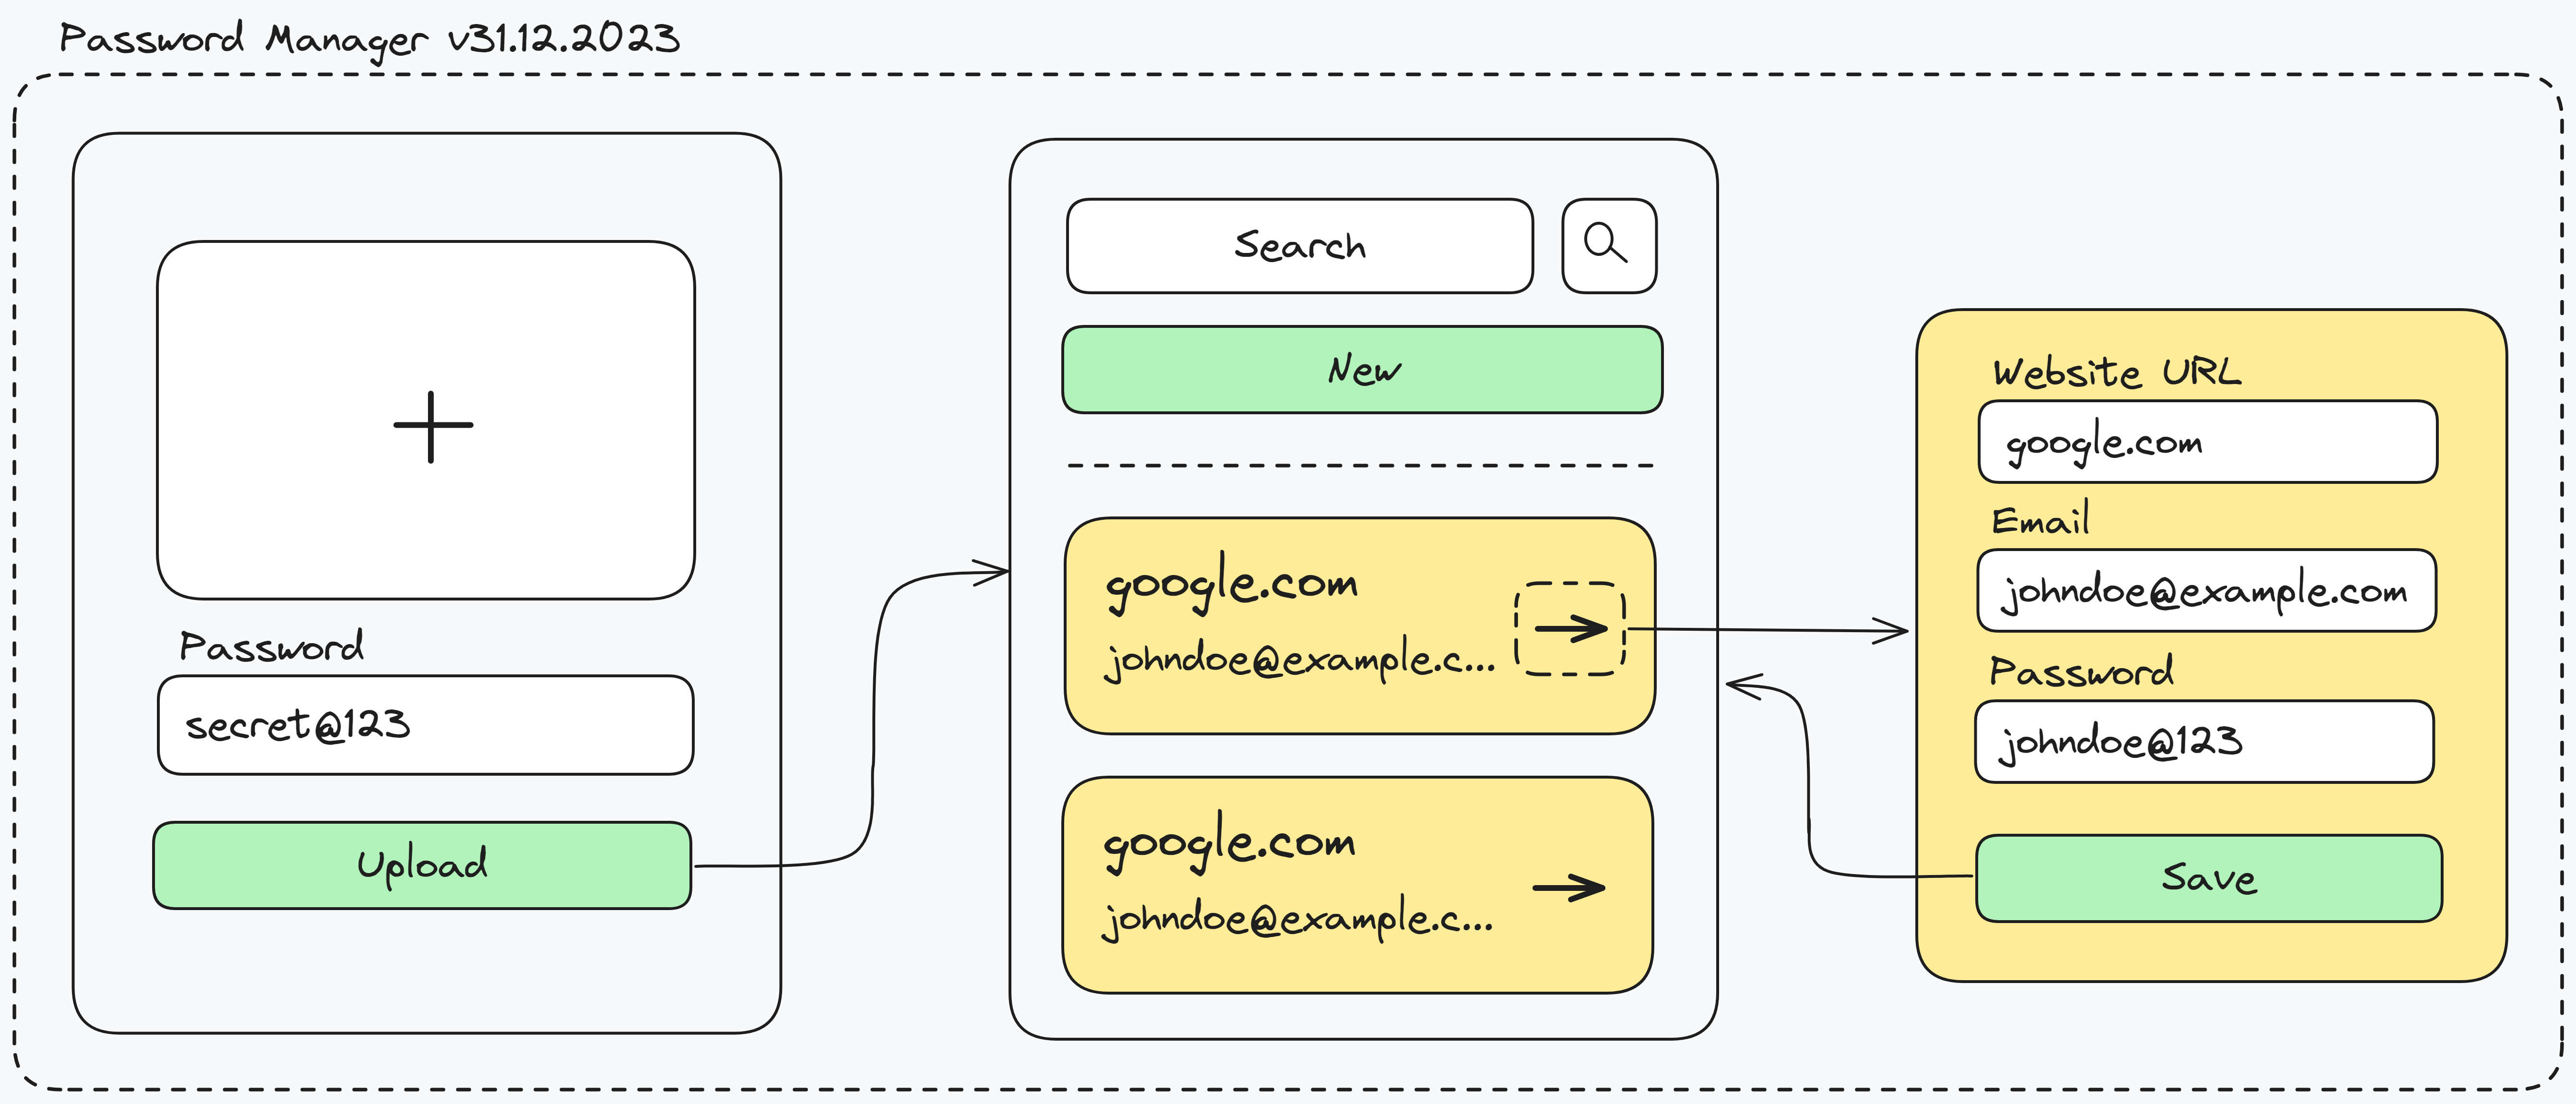 Password Manager v31.12.2023
Password
secret@123
Upload
Search
New
google.com
johndoe@example.c...
google.com
johndoe@example.c...
Website URL
google.com
Email
johndoe@example.com
Password
johndoe@123
Save